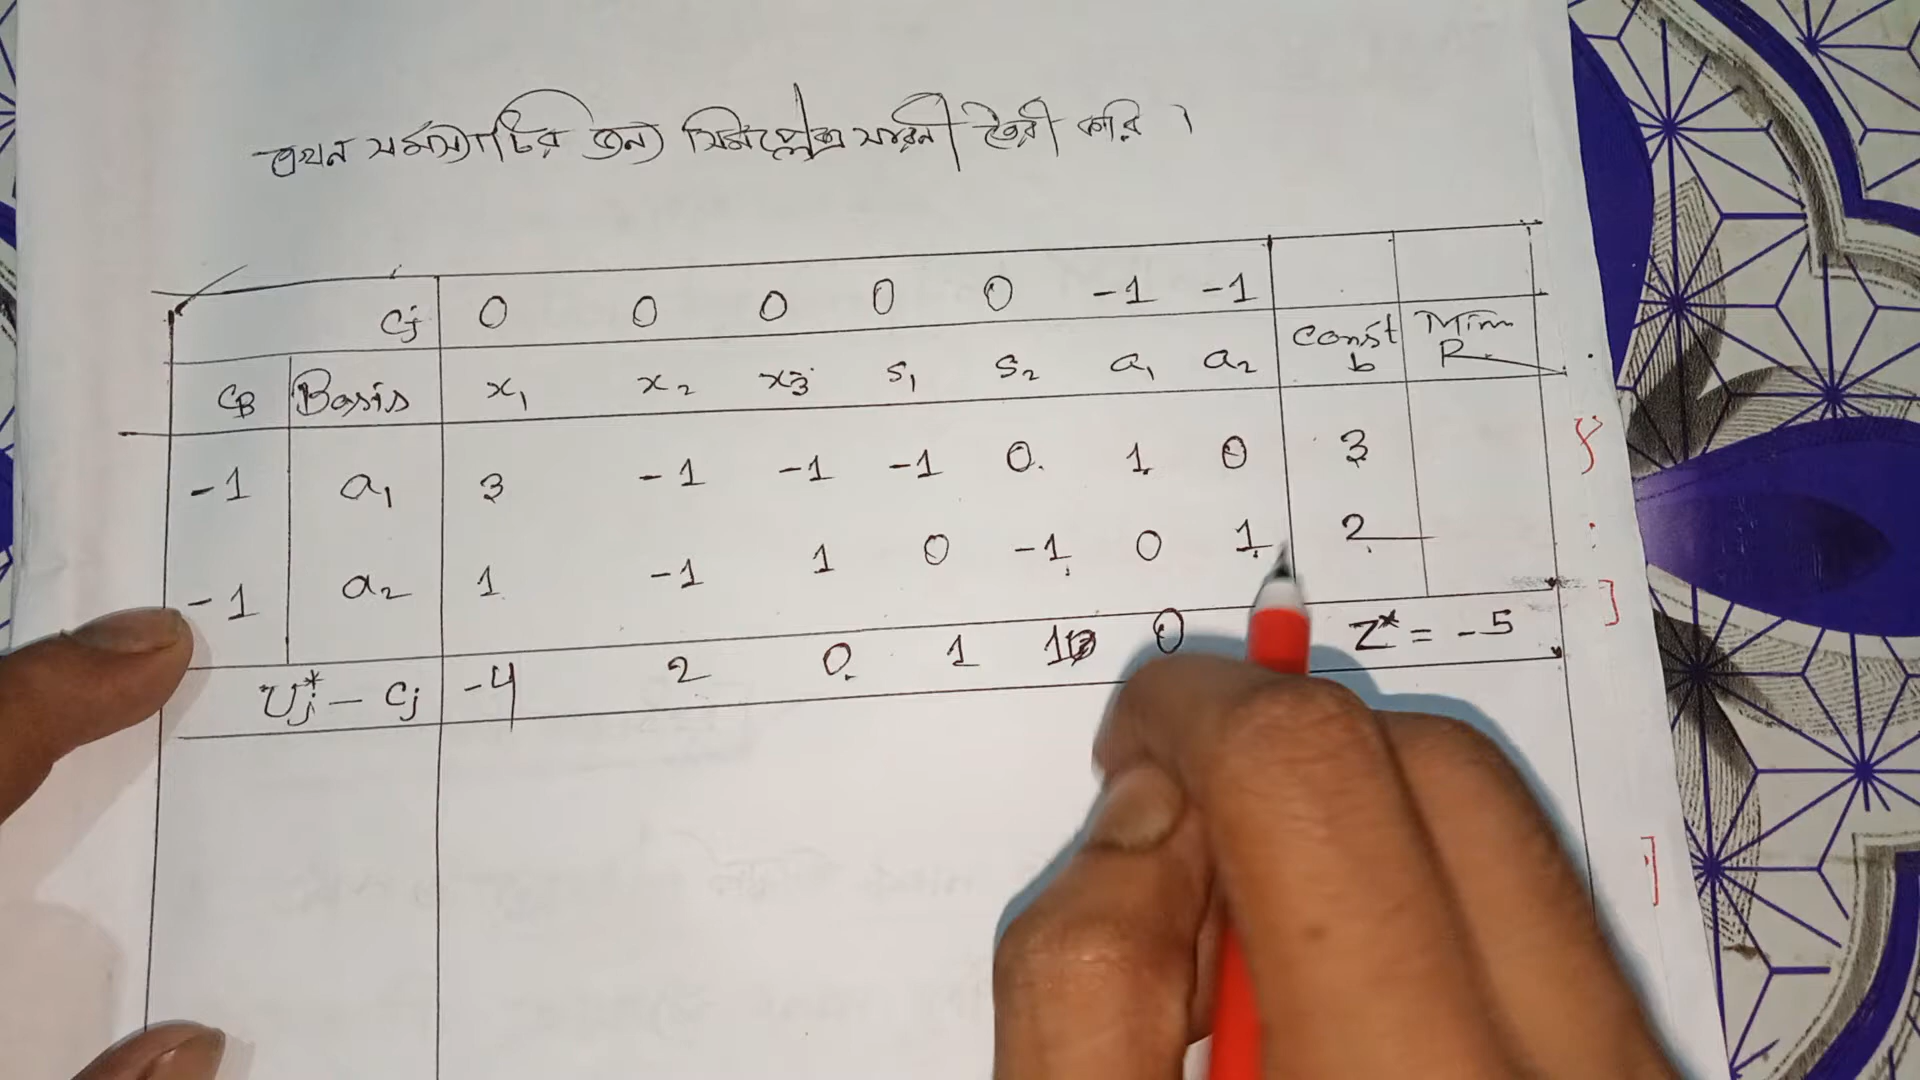 এখন সমস্যাটির জন্য সিমপ্লেক্স সারনী তৈরী করি ।
Cj 0 0 0 0 0 -1 -1
CB Basis x₁ x₂ x₃ s₁ s₂ a₁ a₂ Const b Min R
-1 a₁ 3 -1 -1 -1 0 1 0 3
-1 a₂ 1 -1 1 0 -1 0 1 2
Uj* - Cj -4 2 0 1 1 0 Z* = -5